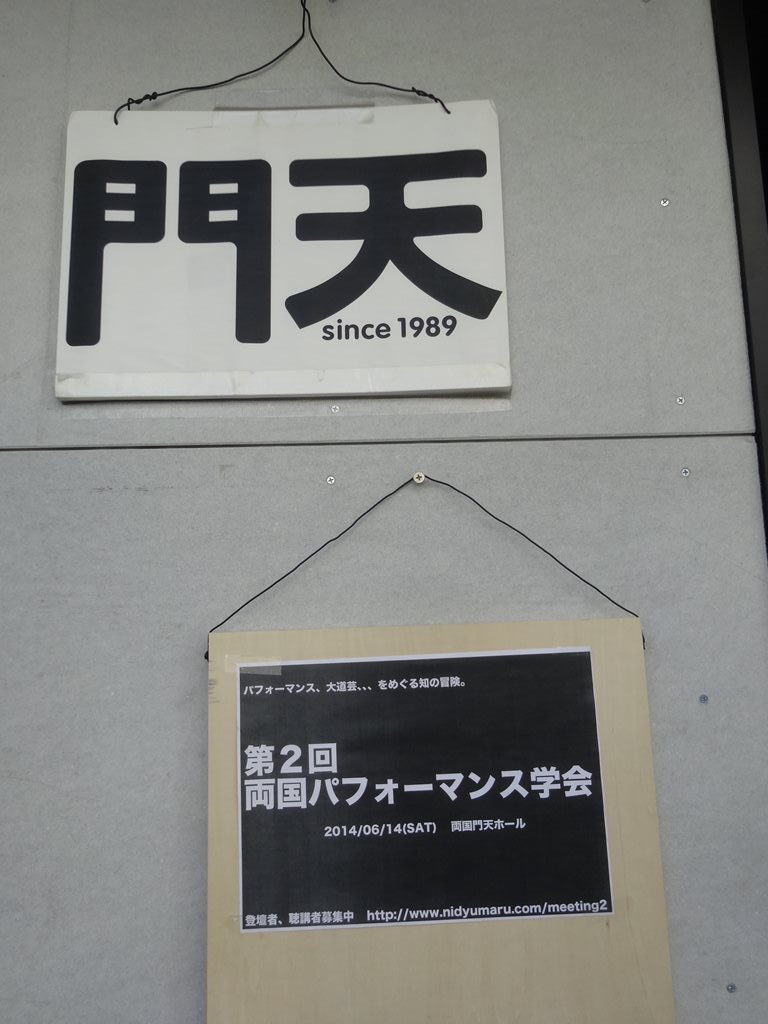 門天
since 1989
パフォーマンス、大道芸、、、をめぐる知の冒険。
第2回
両国パフォーマンス学会
2014/06/14(SAT) 両国門天ホール
登壇者、聴講者募集中 http://www.nidyumaru.com/meeting2